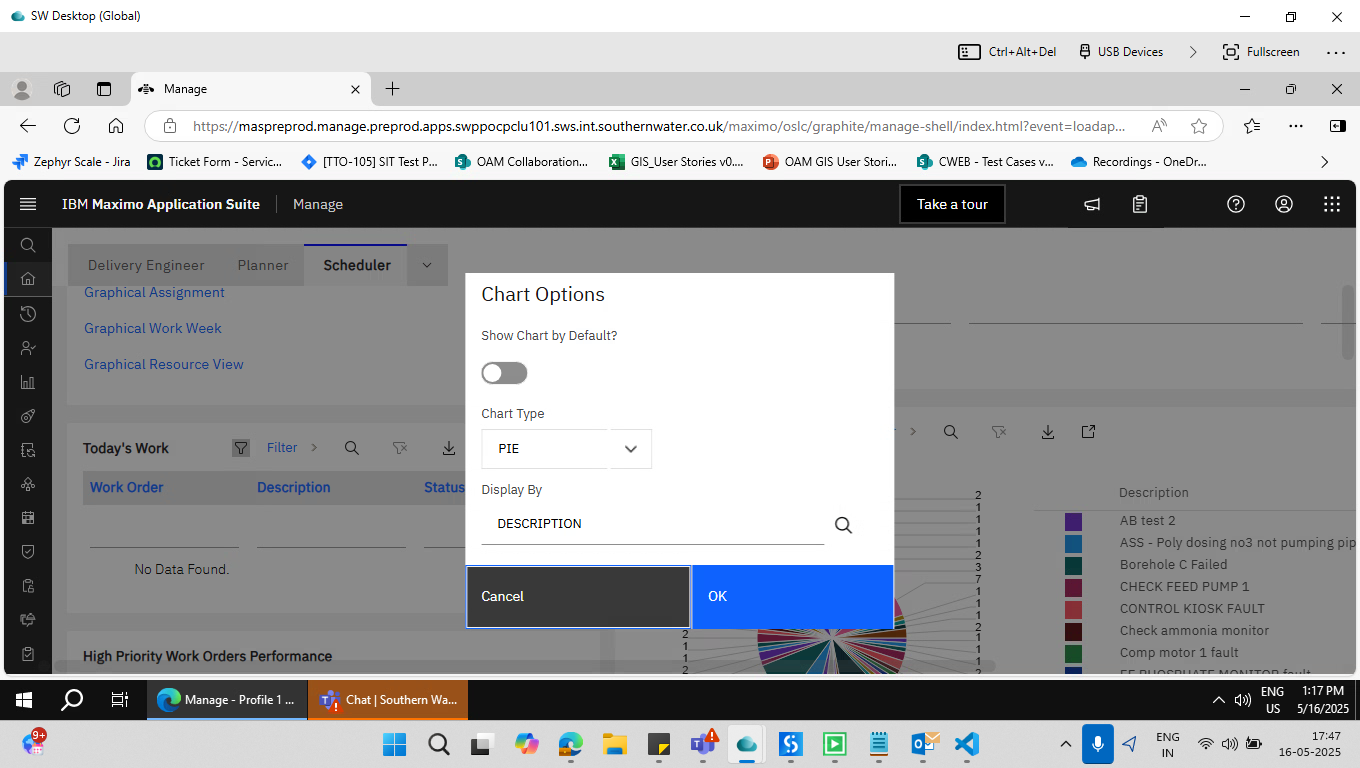 SW Desktop (Global)
Ctrl+Alt+Del
USB Devices
Fullscreen
Manage
https://maspreprod.manage.preprod.apps.swppocpclu101.sws.int.southernwater.co.uk/maximo/oslc/graphite/manage-shell/index.html?event=loadap...
Zephyr Scale - Jira
Ticket Form - Servic...
[TTO-105] SIT Test P...
OAM Collaboration...
GIS_User Stories v0....
OAM GIS User Stori...
CWEB - Test Cases v...
Recordings - OneDr...
IBM Maximo Application Suite
Manage
Take a tour
Delivery Engineer
Planner
Scheduler
Graphical Assignment
Graphical Work Week
Graphical Resource View
Chart Options
Show Chart by Default?
Chart Type
PIE
Display By
DESCRIPTION
Cancel
OK
Today's Work
Filter
Work Order
Description
Status
No Data Found.
High Priority Work Orders Performance
2
1
1
1
1
2
3
7
2
1
1
2
1
1
1
2
Description
AB test 2
ASS - Poly dosing no3 not pumping pip
Borehole C Failed
CHECK FEED PUMP 1
CONTROL KIOSK FAULT
Check ammonia monitor
Comp motor 1 fault
Manage - Profile 1 ...
Chat | Southern Wa...
ENG
US
1:17 PM
5/16/2025
9+
ENG
IN
17:47
16-05-2025